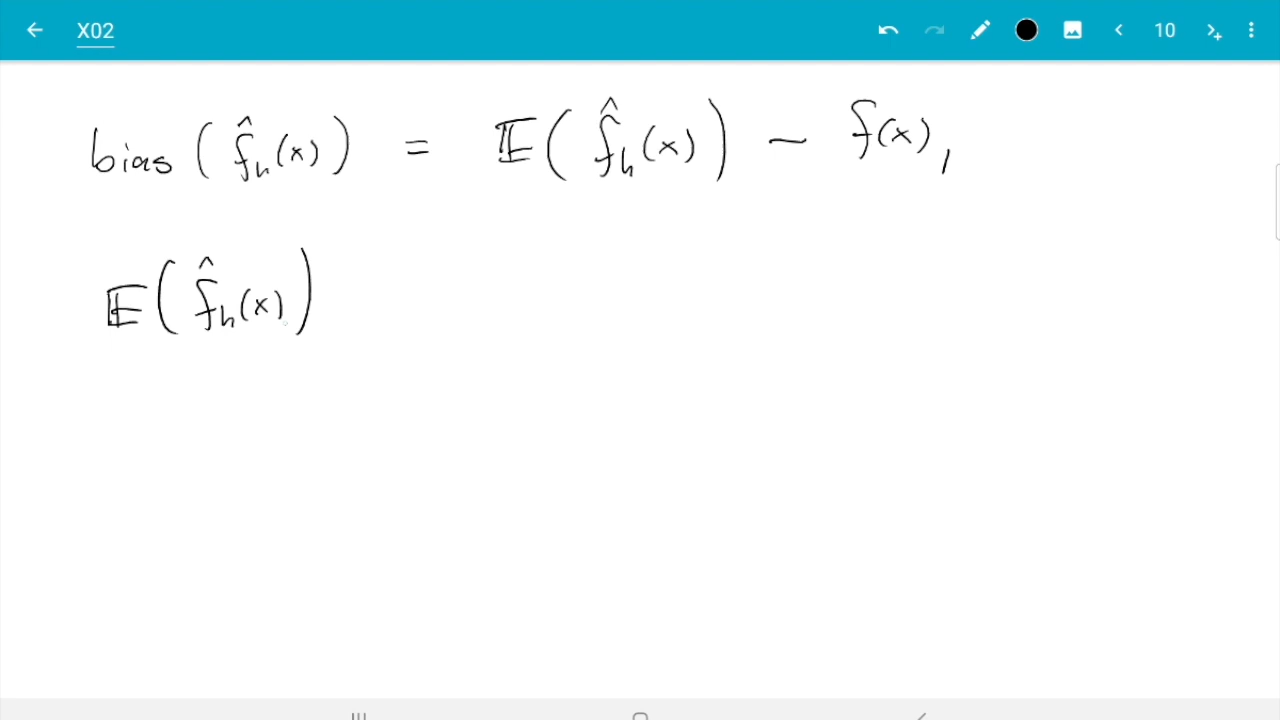 X02
10
bias ( f̂ₕ(x) ) = 𝔼( f̂ₕ(x) ) − f(x),
𝔼( f̂ₕ(x) )